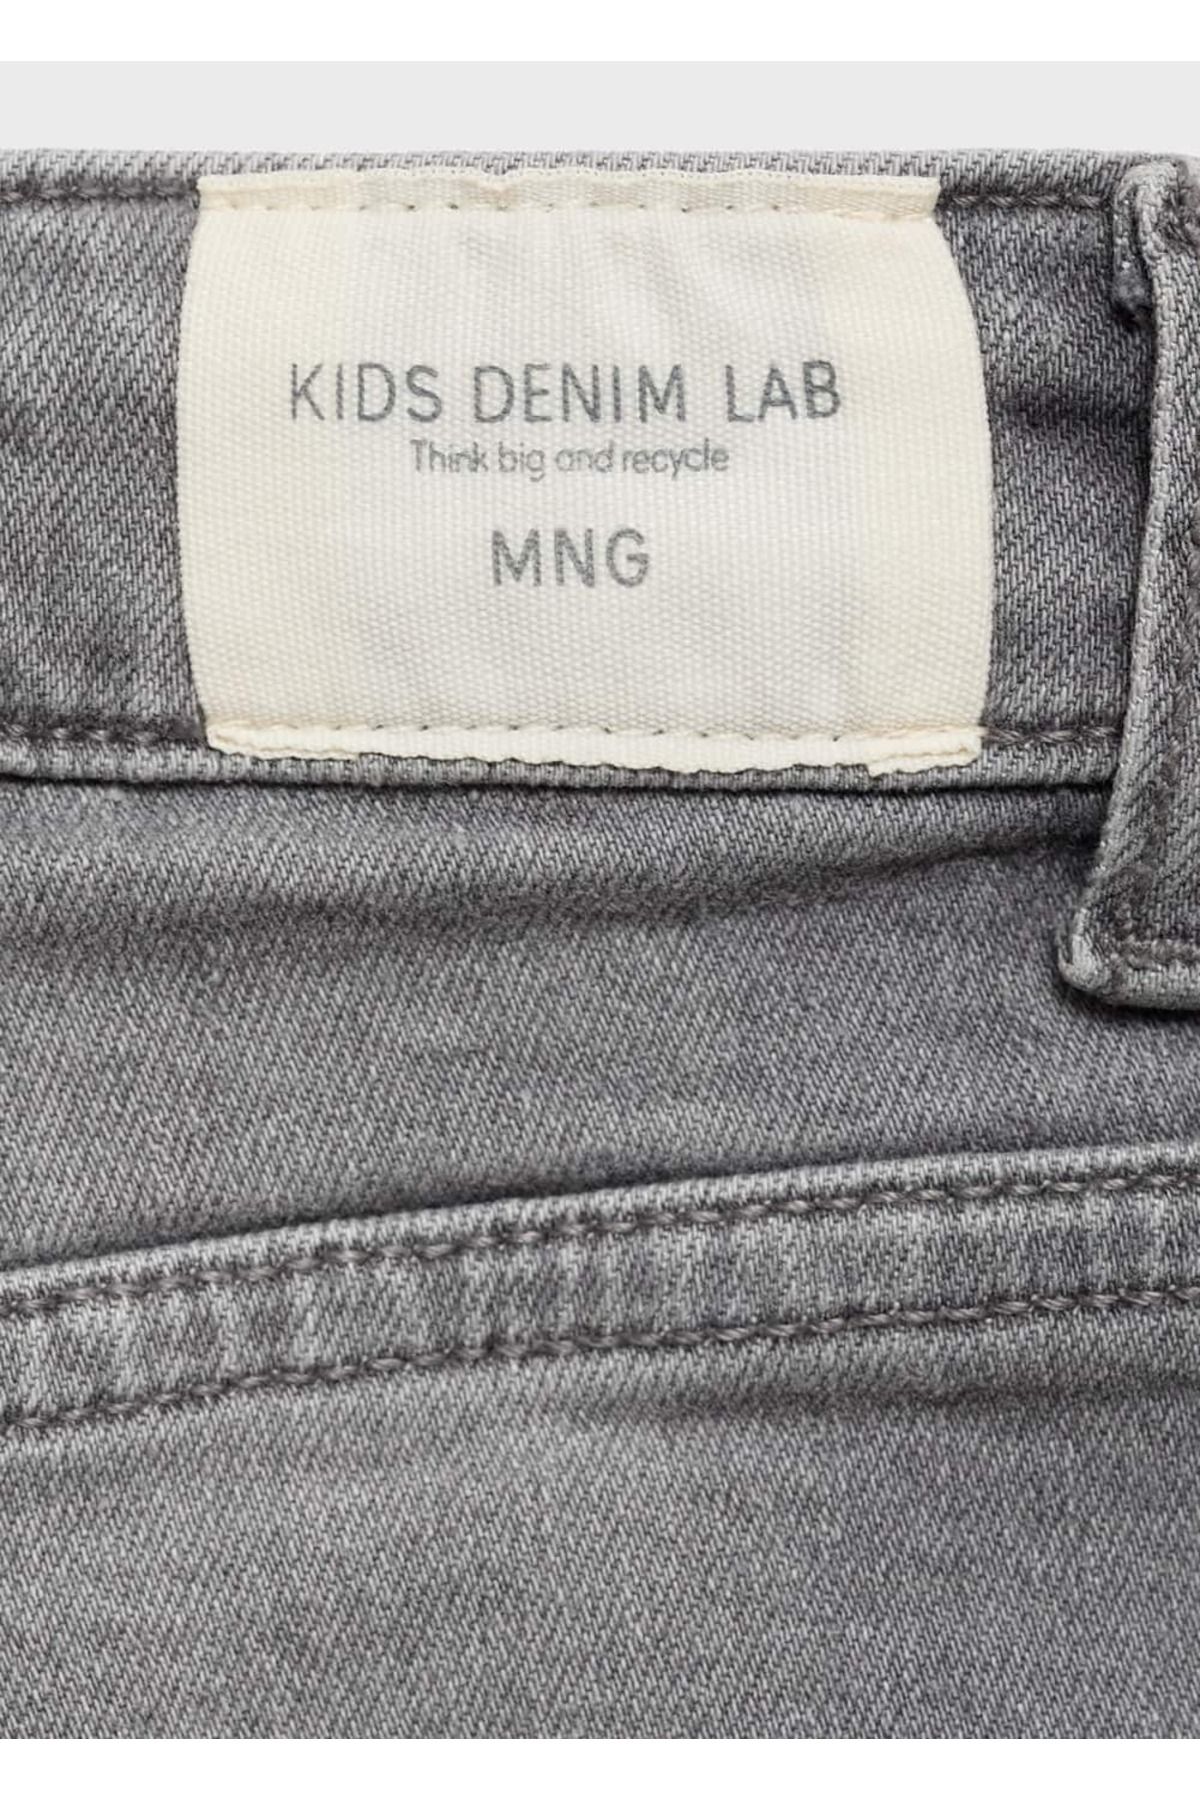 KIDS DENIM LAB
Think big and recycle
MNG